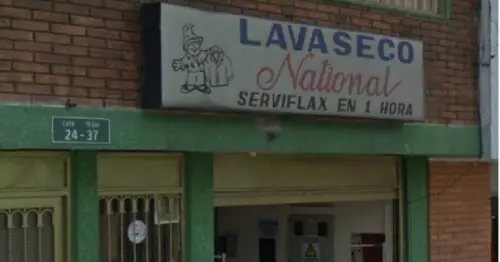 LAVASECO
National
SERVIFLAX EN 1 HORA
24-37